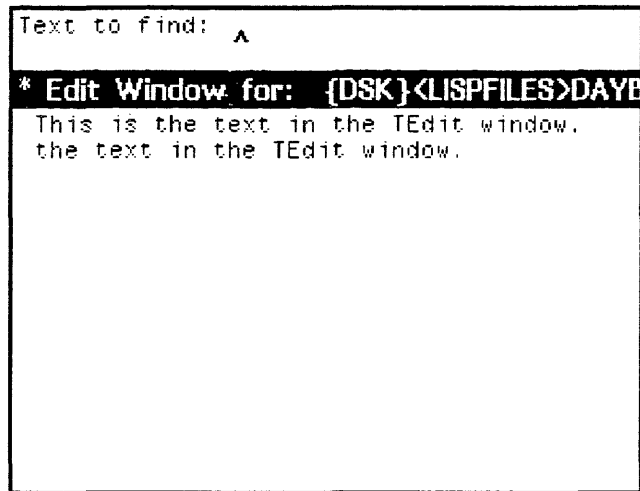 Text to find:
* Edit Window for: {DSK}<LISPFILES>DAYB
This is the text in the TEdit window.
the text in the TEdit window.